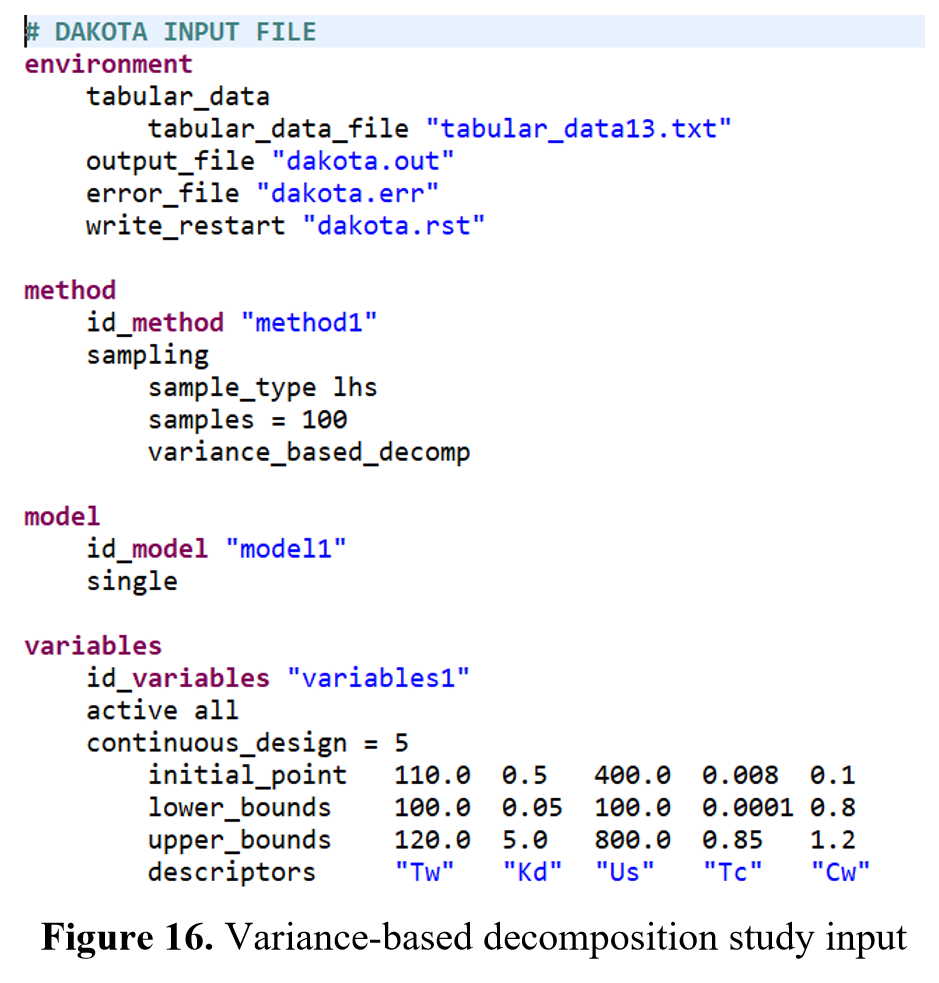 # DAKOTA INPUT FILE
environment
    tabular_data
        tabular_data_file "tabular_data13.txt"
    output_file "dakota.out"
    error_file "dakota.err"
    write_restart "dakota.rst"

method
    id_method "method1"
    sampling
        sample_type lhs
        samples = 100
        variance_based_decomp

model
    id_model "model1"
    single

variables
    id_variables "variables1"
    active all
    continuous_design = 5
        initial_point   110.0  0.5   400.0  0.008  0.1
        lower_bounds    100.0  0.05  100.0  0.0001 0.8
        upper_bounds    120.0  5.0   800.0  0.85   1.2
        descriptors     "Tw"   "Kd"  "Us"   "Tc"   "Cw"
Figure 16. Variance-based decomposition study input